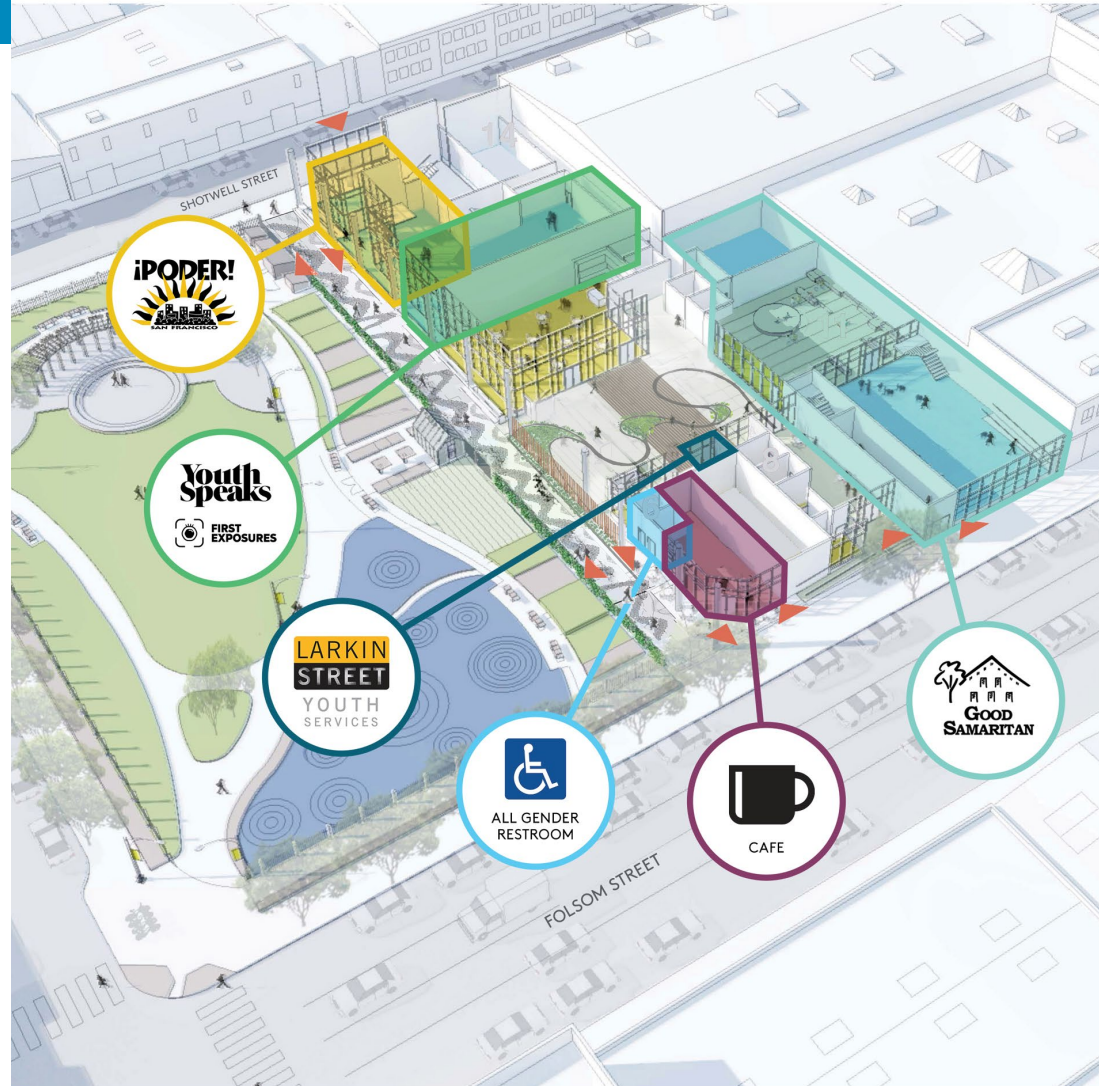 SHOTWELL STREET
¡PODER!
SAN FRANCISCO
Youth
Speaks
FIRST
EXPOSURES
LARKIN
STREET
YOUTH
SERVICES
ALL GENDER
RESTROOM
CAFE
GOOD
SAMARITAN
FOLSOM STREET